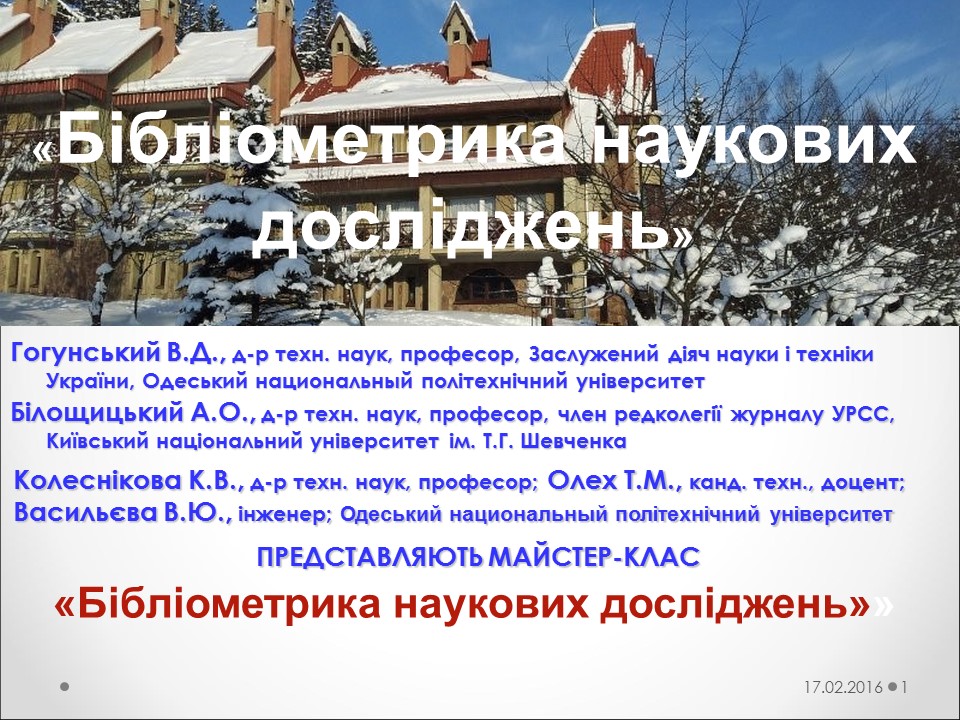 «Бібліометрика наукових
досліджень»
Гогунський В.Д., д-р техн. наук, професор, Заслужений діяч науки і техніки
України, Одеський национальный політехнічний університет
Білощицький А.О., д-р техн. наук, професор, член редколегії журналу УРСС,
Київський національний університет ім. Т.Г. Шевченка
Колеснікова К.В., д-р техн. наук, професор; Олех Т.М., канд. техн., доцент;
Васильєва В.Ю., інженер; Одеський национальный політехнічний університет
ПРЕДСТАВЛЯЮТЬ МАЙСТЕР-КЛАС
«Бібліометрика наукових досліджень»»
17.02.2016 1